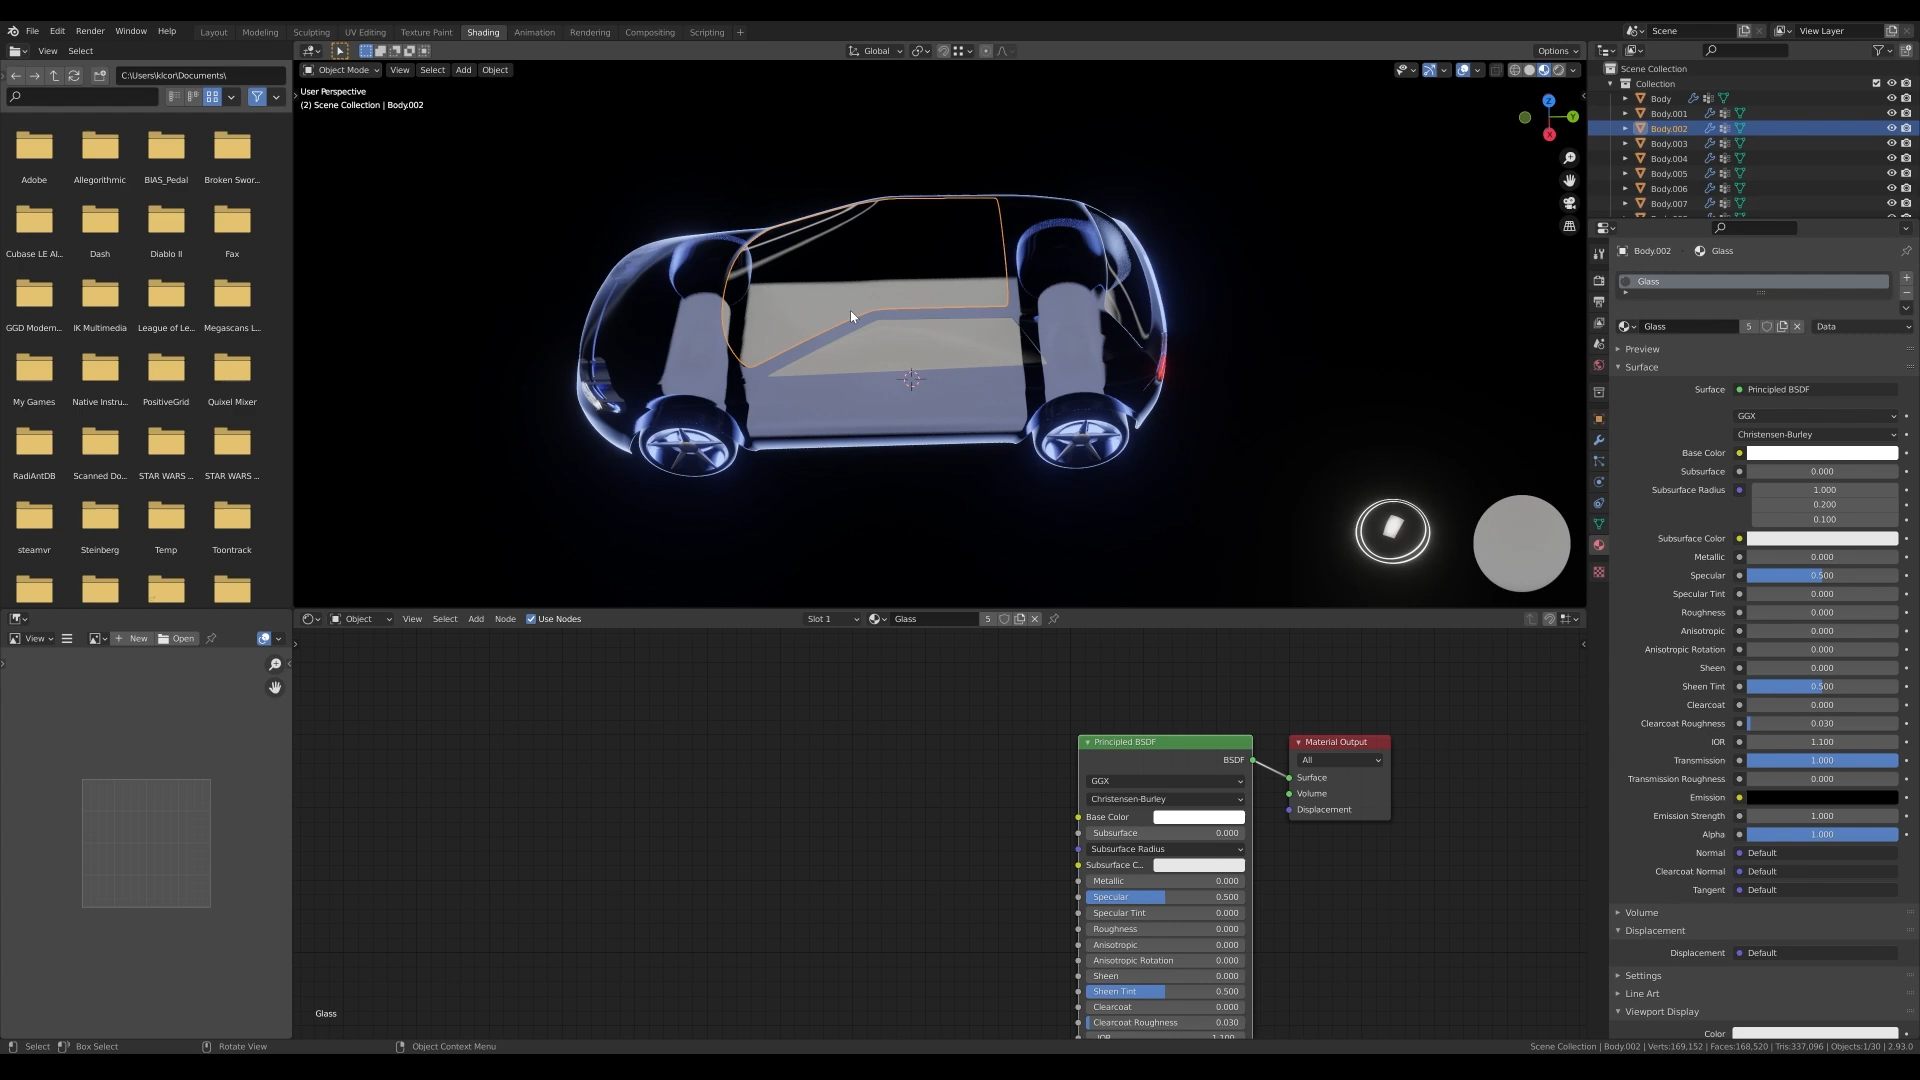 File Edit Render Window Help
Layout Modeling Sculpting UV Editing Texture Paint Shading Animation Rendering Compositing Scripting +
Scene
View Layer
View Select
Global
Options
C:\Users\klcor\Documents\
Object Mode View Select Add Object
User Perspective
(2) Scene Collection | Body.002
Z
Y
X
Adobe Allegorithmic BIAS_Pedal Broken Swor...
Cubase LE AI... Dash Diablo II Fax
GGD Modern... IK Multimedia League of Le... Megascans L...
My Games Native Instru... PositiveGrid Quixel Mixer
RadiAntDB Scanned Do... STAR WARS ... STAR WARS ...
steamvr Steinberg Temp Toontrack
View New Open
Object View Select Add Node Use Nodes Slot 1 Glass 5
Principled BSDF
BSDF
GGX
Christensen-Burley
Base Color
Subsurface 0.000
Subsurface Radius
Subsurface C...
Metallic 0.000
Specular 0.500
Specular Tint 0.000
Roughness 0.000
Anisotropic 0.000
Anisotropic Rotation 0.000
Sheen 0.000
Sheen Tint 0.500
Clearcoat 0.000
Clearcoat Roughness 0.030
IOR 1.100
Material Output
All
Surface
Volume
Displacement
Glass
Scene Collection
Collection
Body
Body.001
Body.002
Body.003
Body.004
Body.005
Body.006
Body.007
Body.002 Glass
Glass
Glass 5 Data
Preview
Surface
Surface Principled BSDF
GGX
Christensen-Burley
Base Color
Subsurface 0.000
Subsurface Radius 1.000
0.200
0.100
Subsurface Color
Metallic 0.000
Specular 0.500
Specular Tint 0.000
Roughness 0.000
Anisotropic 0.000
Anisotropic Rotation 0.000
Sheen 0.000
Sheen Tint 0.500
Clearcoat 0.000
Clearcoat Roughness 0.030
IOR 1.100
Transmission 1.000
Transmission Roughness 0.000
Emission
Emission Strength 1.000
Alpha 1.000
Normal Default
Clearcoat Normal Default
Tangent Default
Volume
Displacement
Displacement Default
Settings
Line Art
Viewport Display
Color
Select Box Select Rotate View Object Context Menu
Scene Collection | Body.002 | Verts:169,152 | Faces:168,520 | Tris:337,096 | Objects:1/30 | 2.93.0